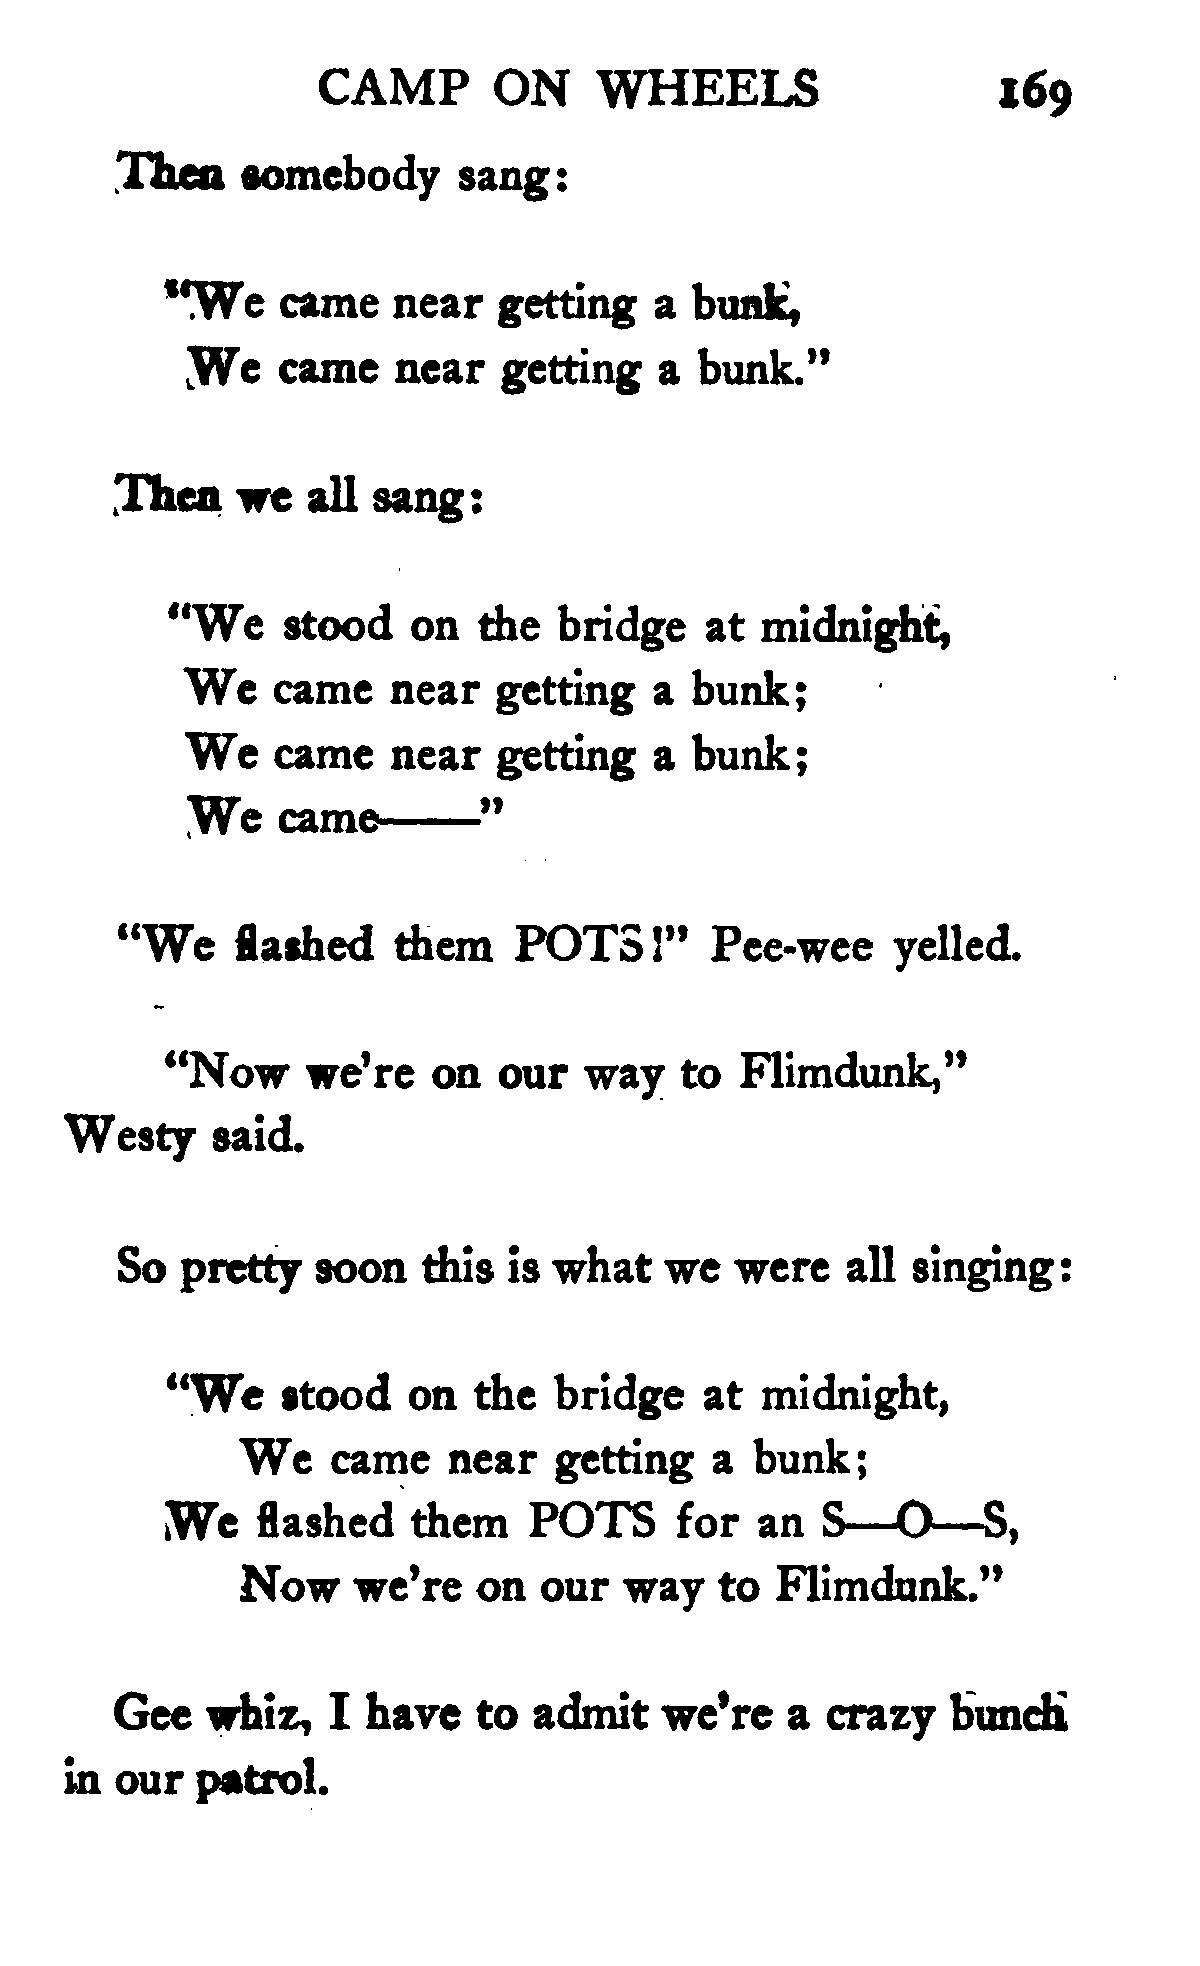 CAMP ON WHEELS 169
Then somebody sang:
"We came near getting a bunk,
We came near getting a bunk."
Then we all sang:
"We stood on the bridge at midnight,
We came near getting a bunk;
We came near getting a bunk;
We came——"
"We flashed them POTS!" Pee-wee yelled.
"Now we're on our way to Flimdunk,"
Westy said.
So pretty soon this is what we were all singing:
"We stood on the bridge at midnight,
We came near getting a bunk;
We flashed them POTS for an S—O—S,
Now we're on our way to Flimdunk."
Gee whiz, I have to admit we're a crazy bunch
in our patrol.